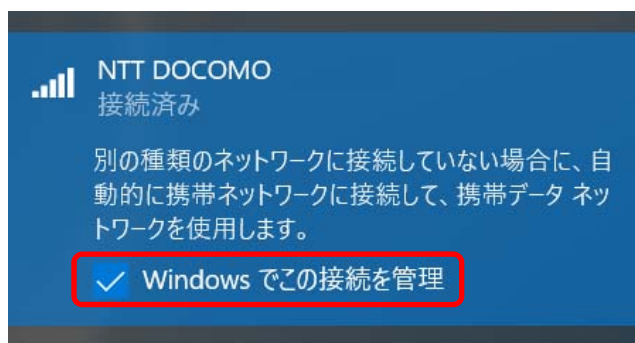 NTT DOCOMO
接続済み
別の種類のネットワークに接続していない場合に、自
動的に携帯ネットワークに接続して、携帯データ ネッ
トワークを使用します。
Windows でこの接続を管理